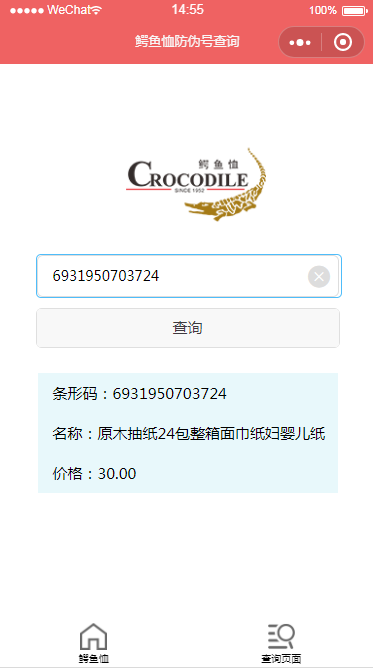 WeChat
14:55
100%
鳄鱼恤防伪号查询
鳄鱼恤
CROCODILE
SINCE 1952
6931950703724
查询
条形码：6931950703724
名称：原木抽纸24包整箱面巾纸妇婴儿纸
价格：30.00
鳄鱼恤
查询页面